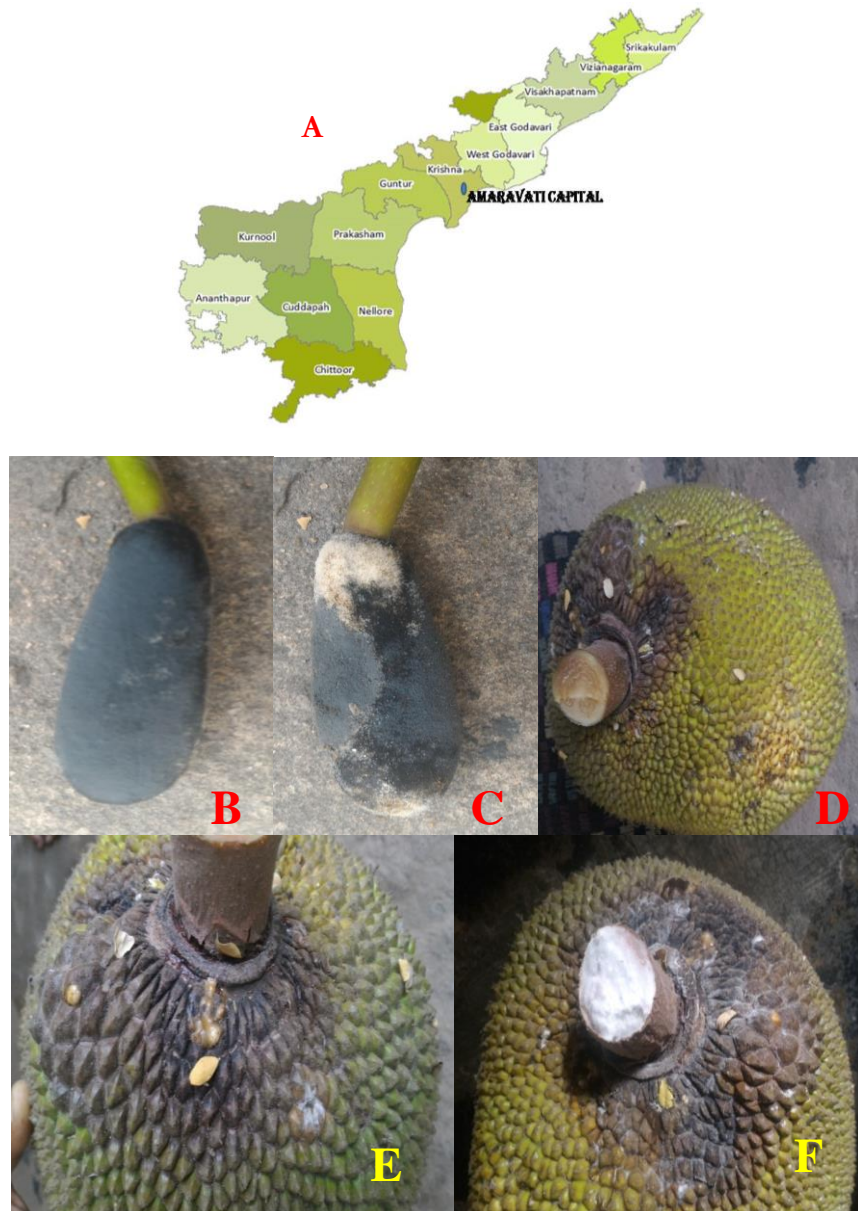 Srikakulam
Vizianagaram
Visakhapatnam
A
East Godavari
West Godavari
Krishna
Guntur
AMARAVATI CAPITAL
Kurnool
Prakasham
Ananthapur
Cuddapah
Nellore
Chittoor
B
C
D
E
F